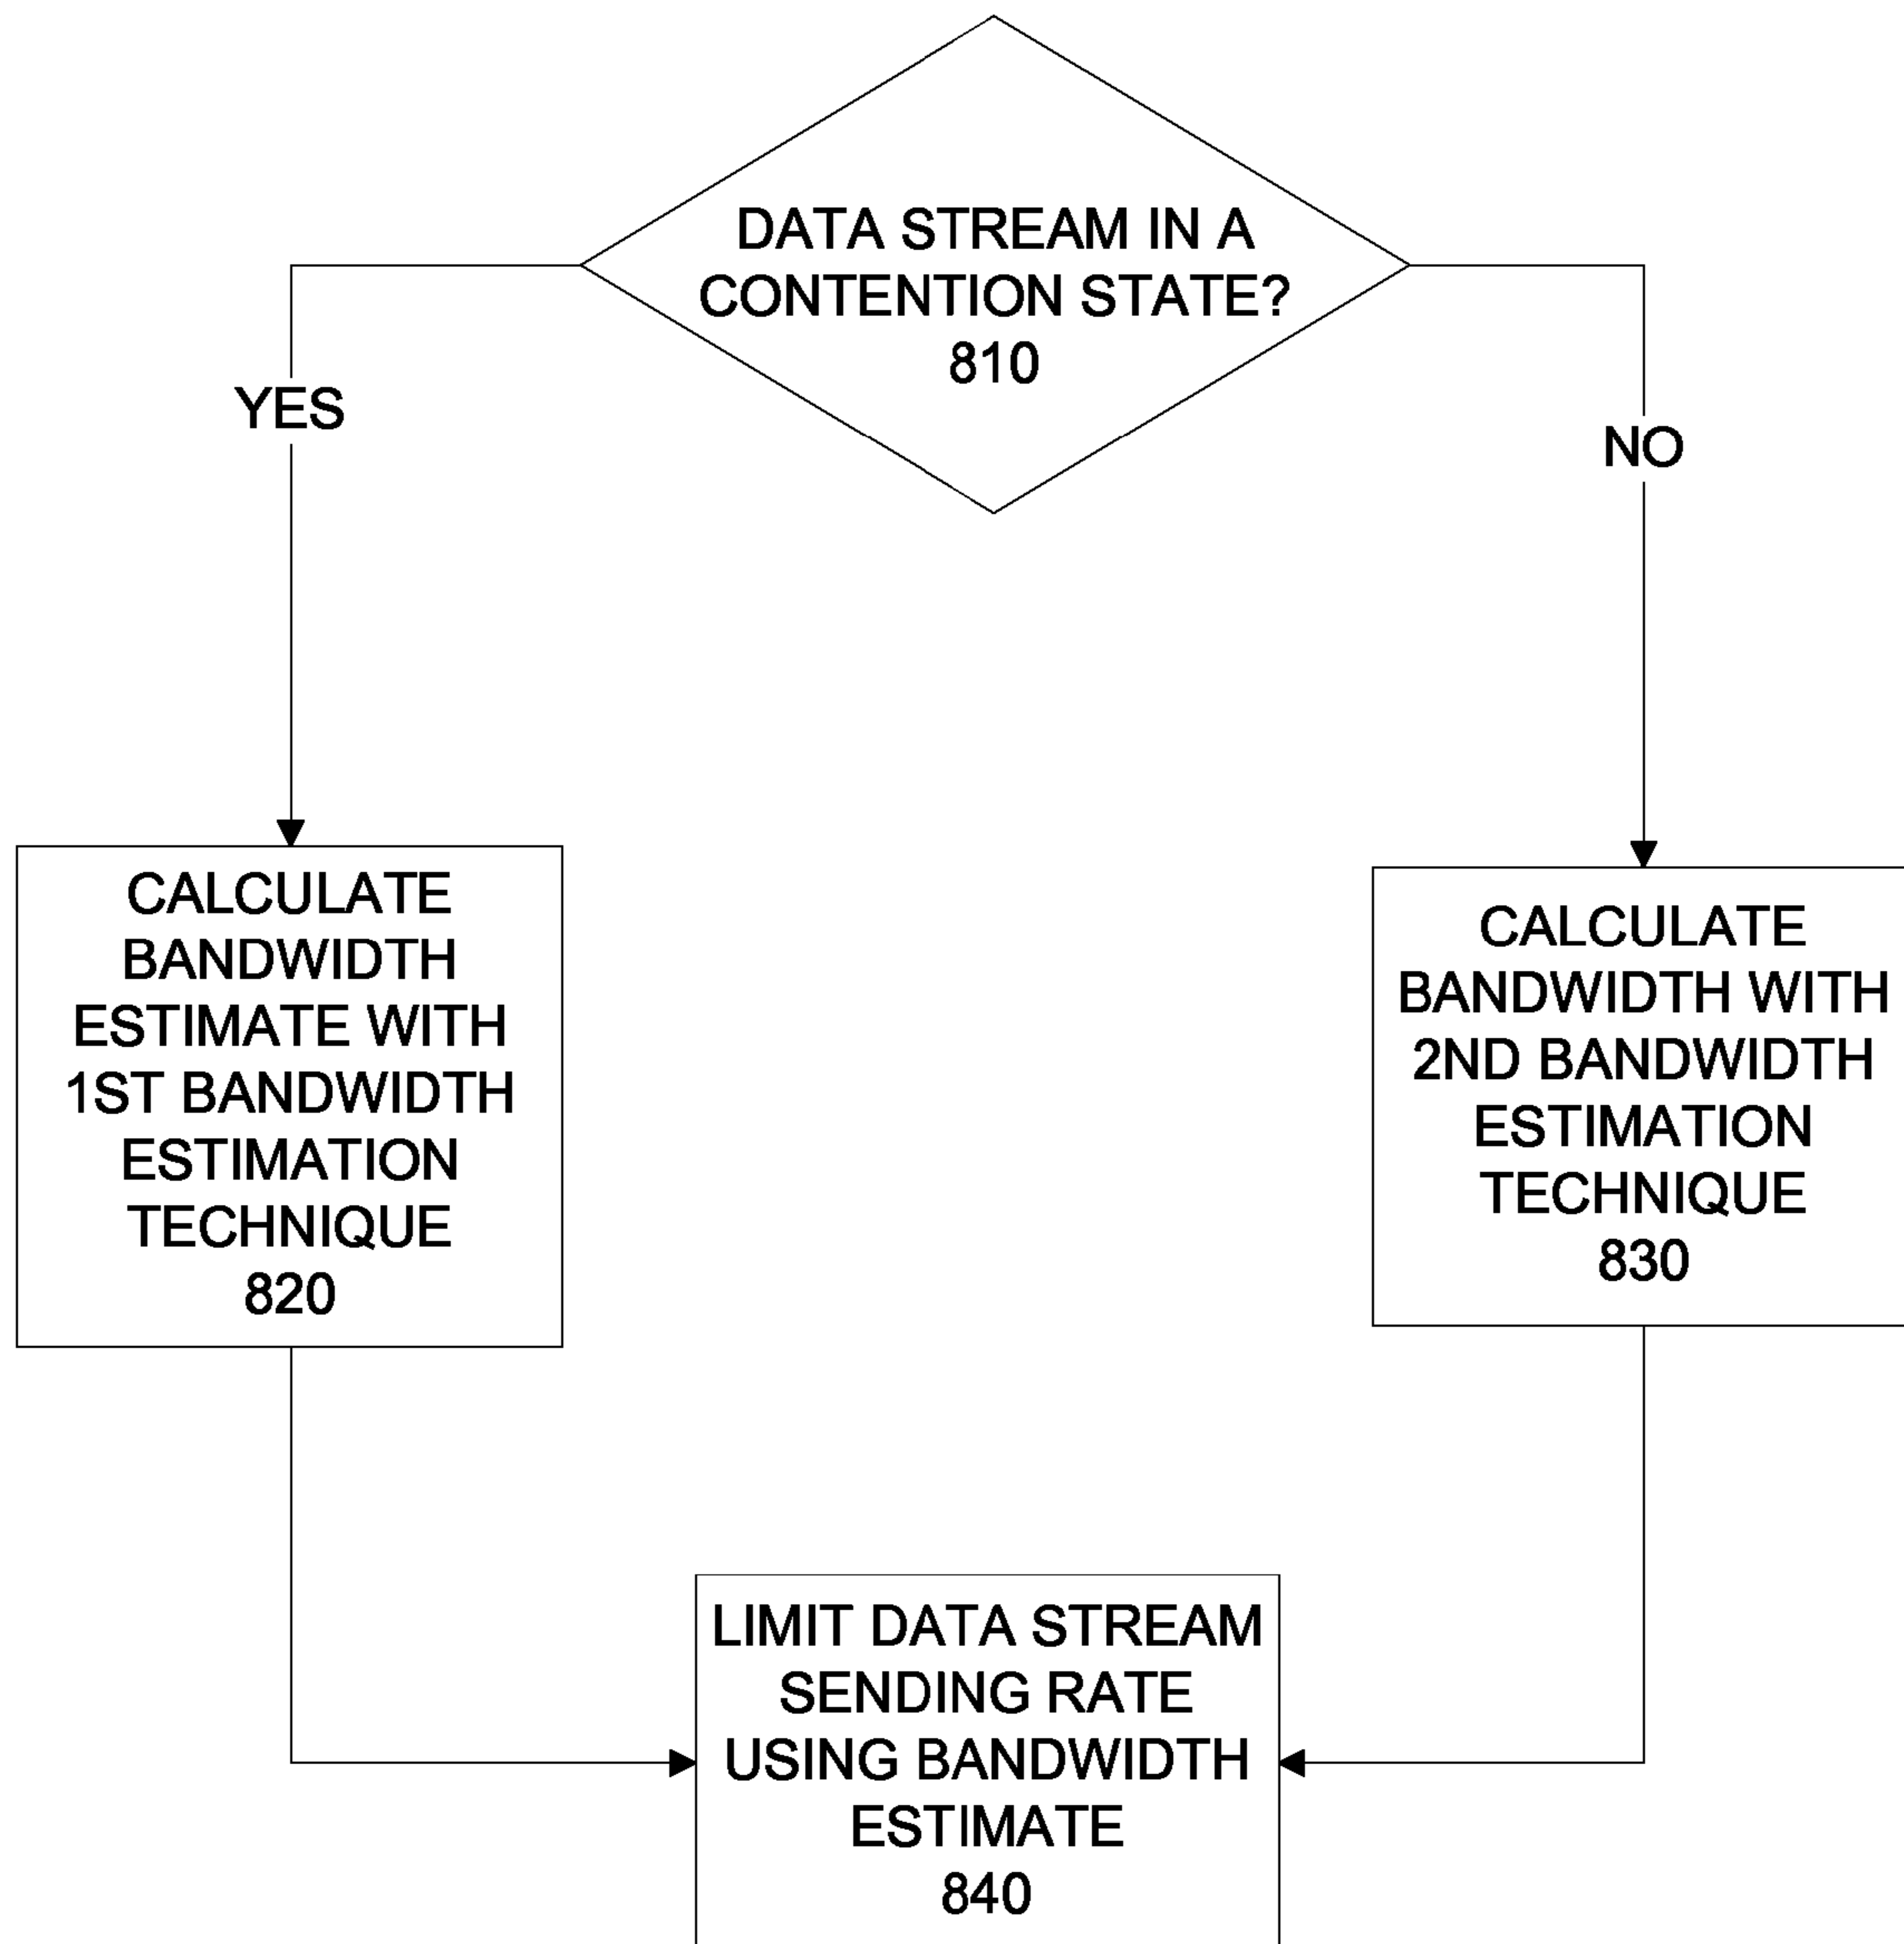 DATA STREAM IN A
CONTENTION STATE?
810
YES
NO
CALCULATE
BANDWIDTH
ESTIMATE WITH
1ST BANDWIDTH
ESTIMATION
TECHNIQUE
820
CALCULATE
BANDWIDTH WITH
2ND BANDWIDTH
ESTIMATION
TECHNIQUE
830
LIMIT DATA STREAM
SENDING RATE
USING BANDWIDTH
ESTIMATE
840